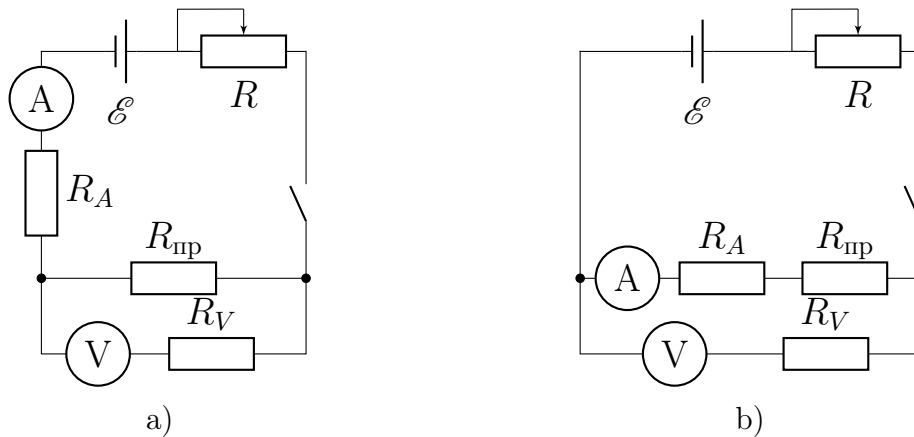 ℰ R
A
R_A
R_пр
V R_V
a)
ℰ R
A R_A R_пр
V R_V
b)